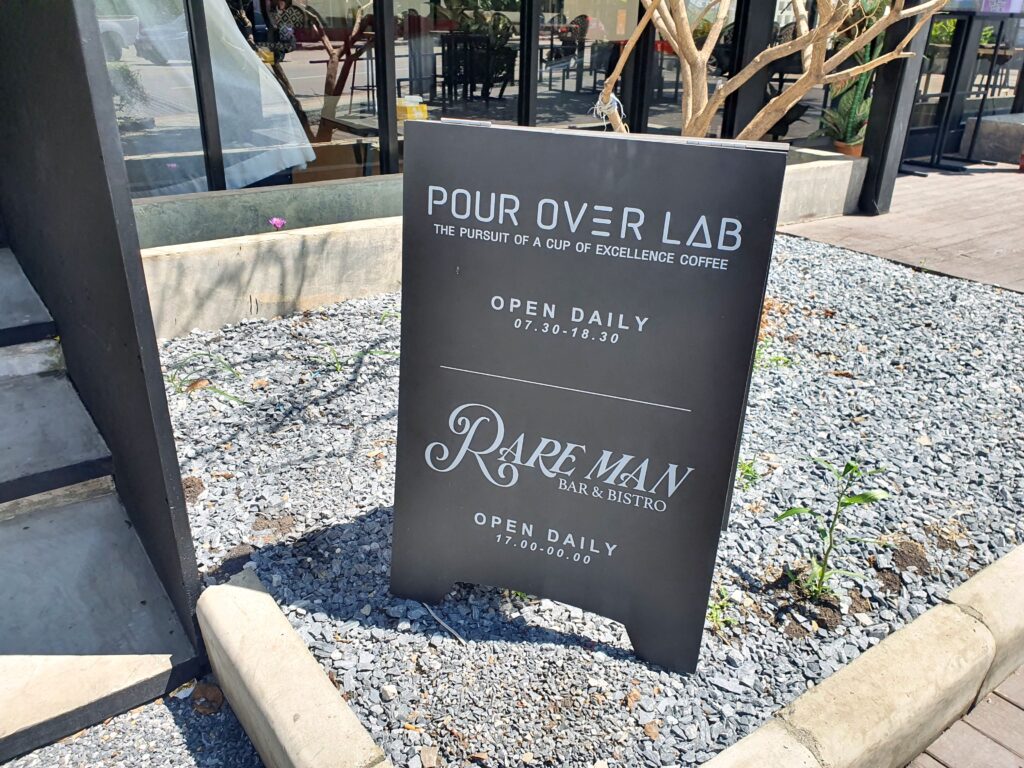 POUR OVER LAB
THE PURSUIT OF A CUP OF EXCELLENCE COFFEE
OPEN DAILY
07.30-18.30
RARE MAN
BAR & BISTRO
OPEN DAILY
17.00-00.00